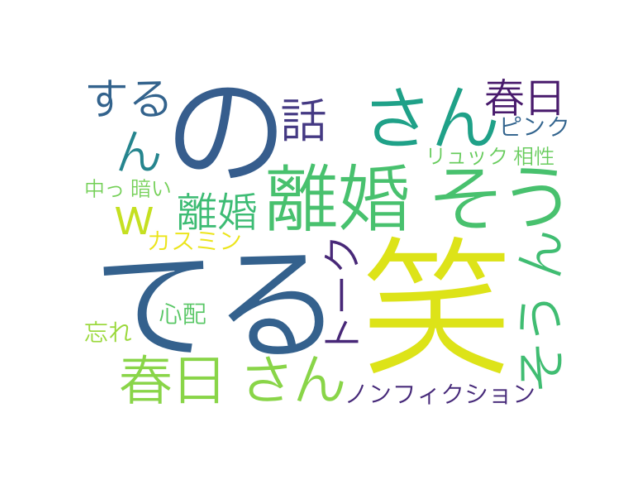 する
の
話
さん
春日
ピンク
ん
リュック 相性
中っ 暗い
w
離婚
離婚
そう
カスミン
てる
笑
トーク
そうん
忘れ
心配
春日 さん
ノンフィクション